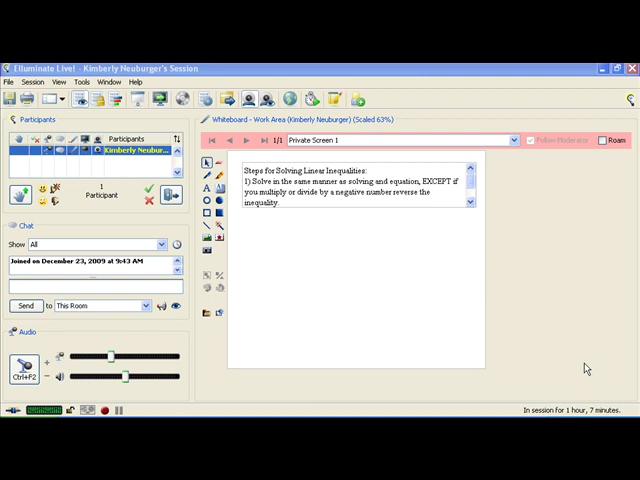 Elluminate Live! - Kimberly Neuburger's Session
File Session View Tools Window Help
Participants
Participants
Kimberly Neubur...
1
Participant
Chat
Show All
Joined on December 23, 2009 at 9:43 AM
Send to This Room
Audio
Ctrl+F2
Whiteboard - Work Area (Kimberly Neuburger) (Scaled 63%)
1/1 Private Screen 1 Follow Moderator Roam
A A
Steps for Solving Linear Inequalities:
1) Solve in the same manner as solving and equation, EXCEPT if
you multiply or divide by a negative number reverse the
inequality.
In session for 1 hour, 7 minutes.